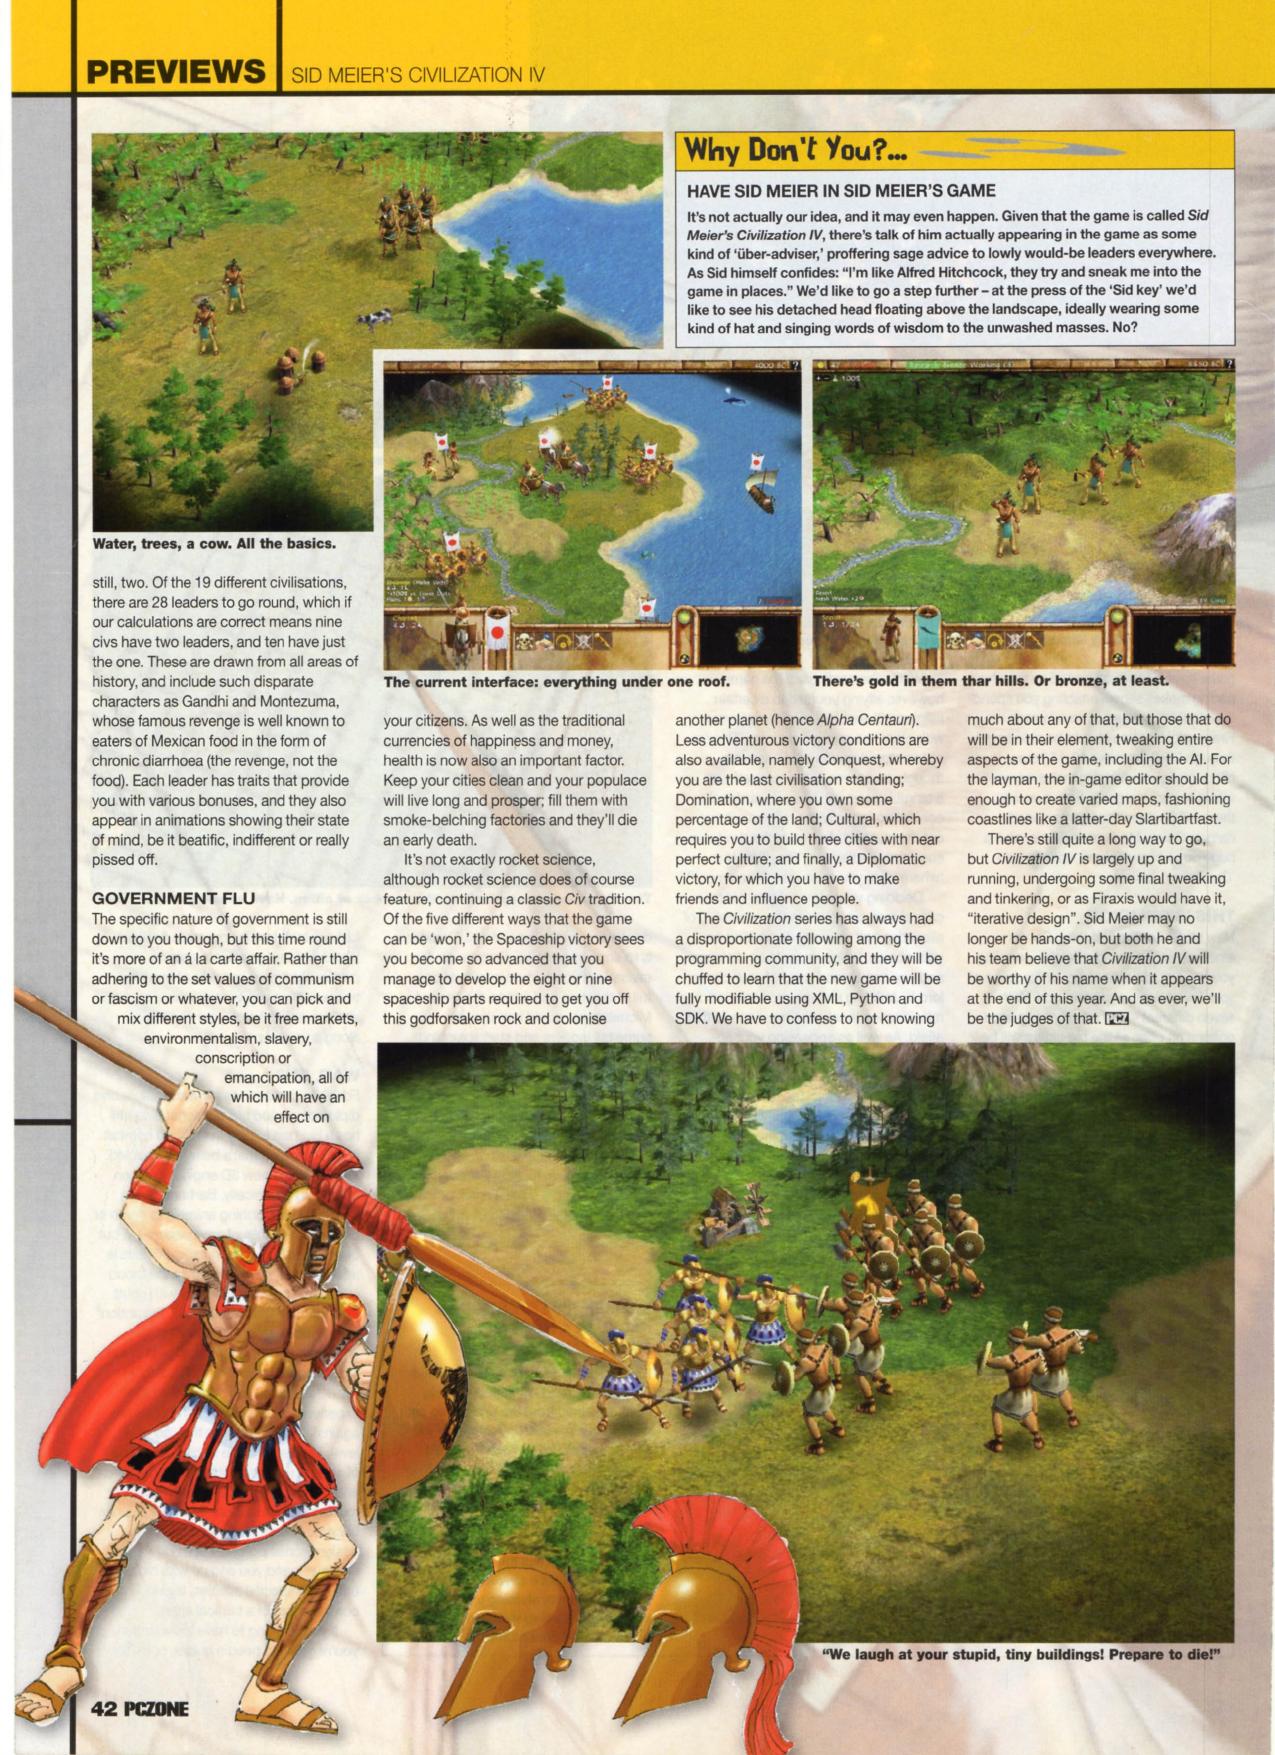 PREVIEWS
SID MEIER'S CIVILIZATION IV
Why Don't You?...
HAVE SID MEIER IN SID MEIER'S GAME
It's not actually our idea, and it may even happen. Given that the game is called Sid
Meier's Civilization IV, there's talk of him actually appearing in the game as some
kind of 'über-adviser,' proffering sage advice to lowly would-be leaders everywhere.
As Sid himself confides: "I'm like Alfred Hitchcock, they try and sneak me into the
game in places." We'd like to go a step further – at the press of the 'Sid key' we'd
like to see his detached head floating above the landscape, ideally wearing some
kind of hat and singing words of wisdom to the unwashed masses. No?
Water, trees, a cow. All the basics.
4000 BC
The current interface: everything under one roof.
There's gold in them thar hills. Or bronze, at least.
still, two. Of the 19 different civilisations,
there are 28 leaders to go round, which if
our calculations are correct means nine
civs have two leaders, and ten have just
the one. These are drawn from all areas of
history, and include such disparate
characters as Gandhi and Montezuma,
whose famous revenge is well known to
eaters of Mexican food in the form of
chronic diarrhoea (the revenge, not the
food). Each leader has traits that provide
you with various bonuses, and they also
appear in animations showing their state
of mind, be it beatific, indifferent or really
pissed off.
GOVERNMENT FLU
The specific nature of government is still
down to you though, but this time round
it's more of an á la carte affair. Rather than
adhering to the set values of communism
or fascism or whatever, you can pick and
mix different styles, be it free markets,
environmentalism, slavery,
conscription or
emancipation, all of
which will have an
effect on
your citizens. As well as the traditional
currencies of happiness and money,
health is now also an important factor.
Keep your cities clean and your populace
will live long and prosper; fill them with
smoke-belching factories and they'll die
an early death.
It's not exactly rocket science,
although rocket science does of course
feature, continuing a classic Civ tradition.
Of the five different ways that the game
can be 'won,' the Spaceship victory sees
you become so advanced that you
manage to develop the eight or nine
spaceship parts required to get you off
this godforsaken rock and colonise
another planet (hence Alpha Centauri).
Less adventurous victory conditions are
also available, namely Conquest, whereby
you are the last civilisation standing;
Domination, where you own some
percentage of the land; Cultural, which
requires you to build three cities with near
perfect culture; and finally, a Diplomatic
victory, for which you have to make
friends and influence people.
The Civilization series has always had
a disproportionate following among the
programming community, and they will be
chuffed to learn that the new game will be
fully modifiable using XML, Python and
SDK. We have to confess to not knowing
much about any of that, but those that do
will be in their element, tweaking entire
aspects of the game, including the AI. For
the layman, the in-game editor should be
enough to create varied maps, fashioning
coastlines like a latter-day Slartibartfast.
There's still quite a long way to go,
but Civilization IV is largely up and
running, undergoing some final tweaking
and tinkering, or as Firaxis would have it,
"iterative design". Sid Meier may no
longer be hands-on, but both he and
his team believe that Civilization IV will
be worthy of his name when it appears
at the end of this year. And as ever, we'll
be the judges of that. PCZ
"We laugh at your stupid, tiny buildings! Prepare to die!"
42 PCZONE